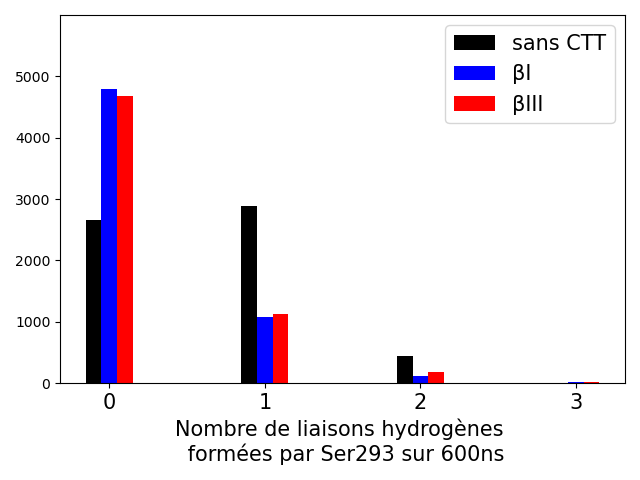 sans CTT
βI
βIII
5000
4000
3000
2000
1000
0
0 1 2 3
Nombre de liaisons hydrogènes
formées par Ser293 sur 600ns